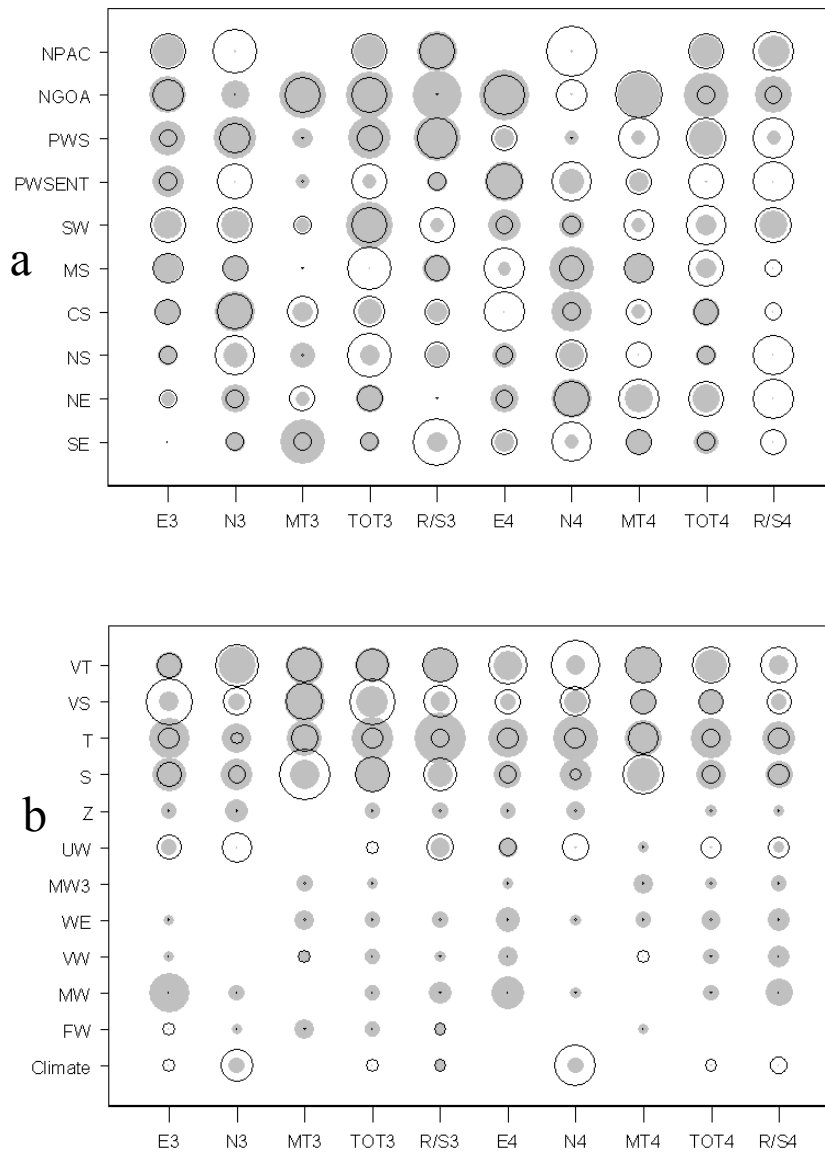 NPAC
NGOA
PWS
PWSENT
SW
a
MS
CS
NS
NE
SE
E3 N3 MT3 TOT3 R/S3 E4 N4 MT4 TOT4 R/S4
VT
VS
T
S
Z
b
UW
MW3
WE
VW
MW
FW
Climate
E3 N3 MT3 TOT3 R/S3 E4 N4 MT4 TOT4 R/S4